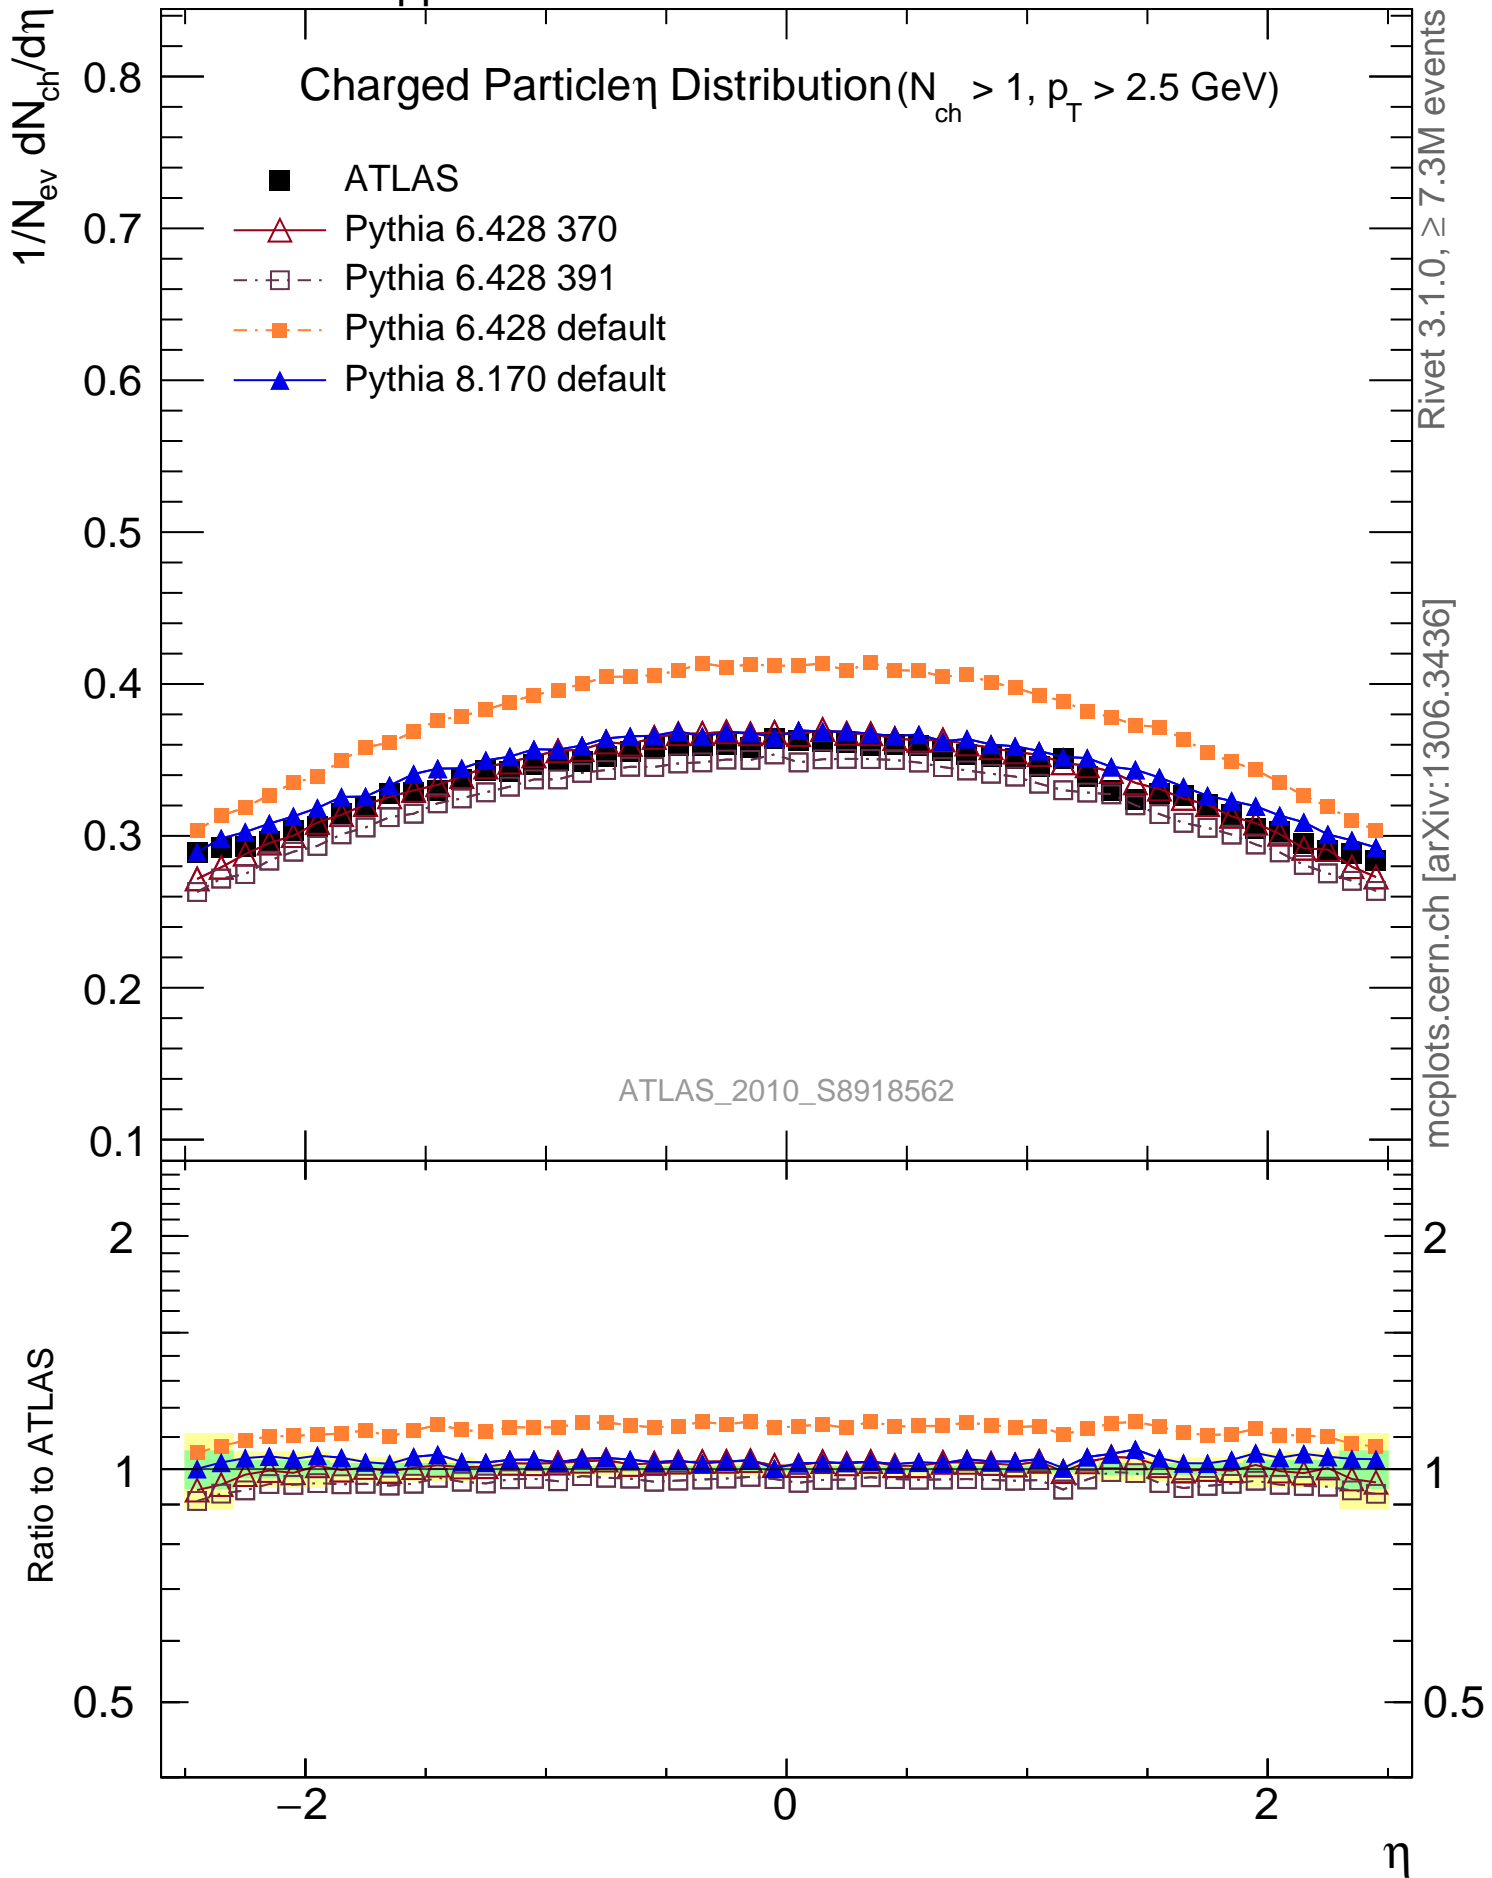 pp
1/N_ev dN_ch/dη
Charged Particleη Distribution(N_ch > 1, p_T > 2.5 GeV)
ATLAS
Pythia 6.428 370
Pythia 6.428 391
Pythia 6.428 default
Pythia 8.170 default
0.8
0.7
0.6
0.5
0.4
0.3
0.2
0.1
ATLAS_2010_S8918562
Rivet 3.1.0, ≥ 7.3M events
mcplots.cern.ch [arXiv:1306.3436]
Ratio to ATLAS
2
1
0.5
2
1
0.5
−2
0
2
η